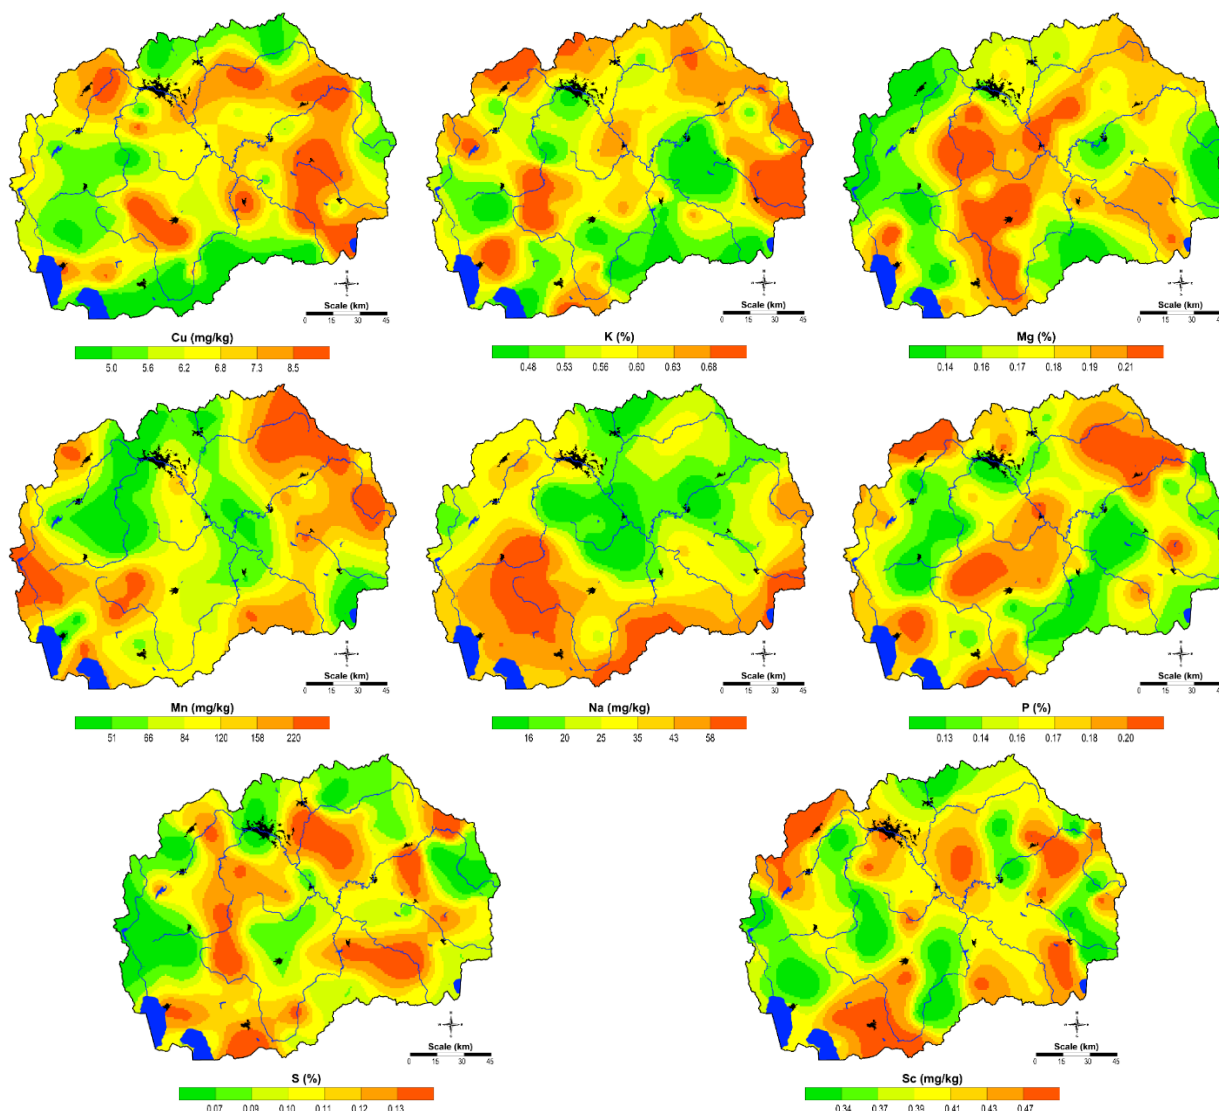 Scale (km)
0 15 30 45
Cu (mg/kg)
5.0 5.6 6.2 6.8 7.3 8.5
Scale (km)
0 15 30 45
K (%)
0.48 0.53 0.56 0.60 0.63 0.68
Scale (km)
0 15 30 45
Mg (%)
0.14 0.16 0.17 0.18 0.19 0.21
Scale (km)
0 15 30 45
Mn (mg/kg)
51 66 84 120 158 220
Scale (km)
0 15 30 45
Na (mg/kg)
16 20 25 35 43 58
Scale (km)
0 15 30 45
P (%)
0.13 0.14 0.16 0.17 0.18 0.20
Scale (km)
0 15 30 45
S (%)
0.07 0.09 0.10 0.11 0.12 0.13
Scale (km)
0 15 30 45
Sc (mg/kg)
0.34 0.37 0.39 0.41 0.43 0.47